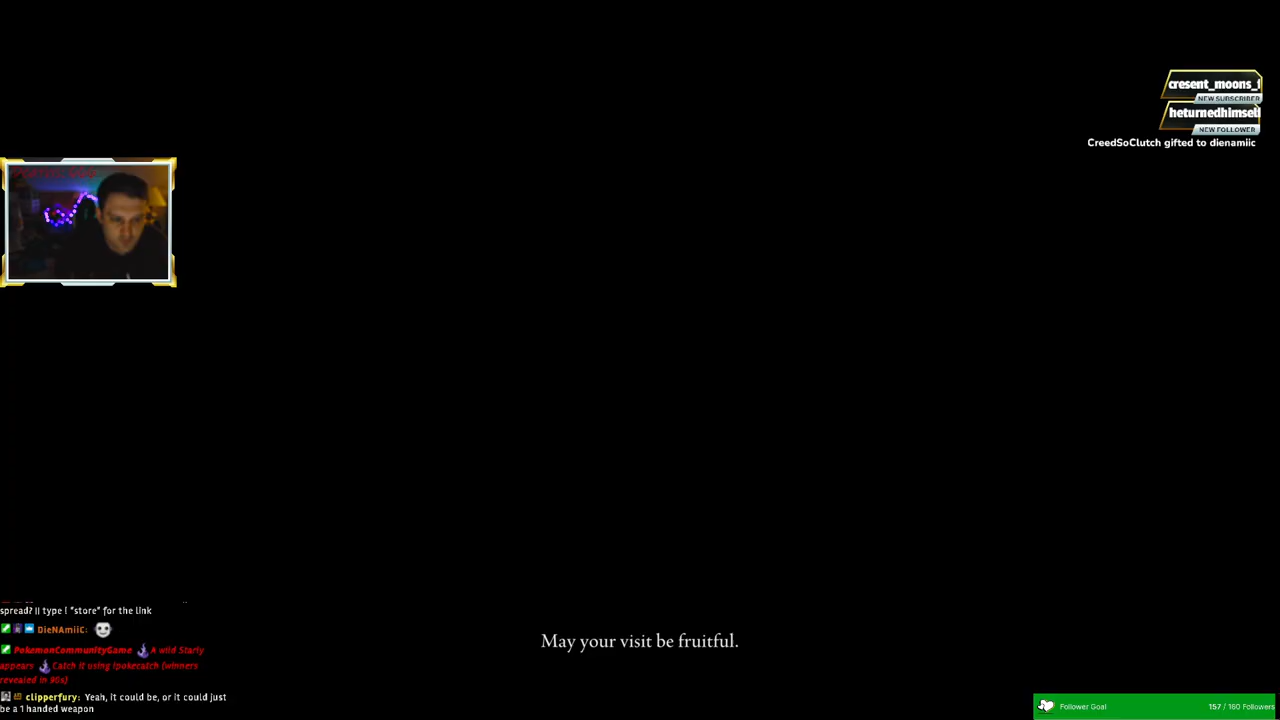 cresent_moons_
NEW SUBSCRIBER
heturnedhimsel
NEW FOLLOWER
CreedSoClutch gifted to dienamiic
spread? || type ! "store" for the link
DieNAmiiC:
PokemonCommunityGame A wild Starly
appears Catch it using !pokecatch (winners
revealed in 90s)
clipperfury: Yeah, it could be, or it could just
be a 1 handed weapon
May your visit be fruitful.
Follower Goal 157 / 160 Followers